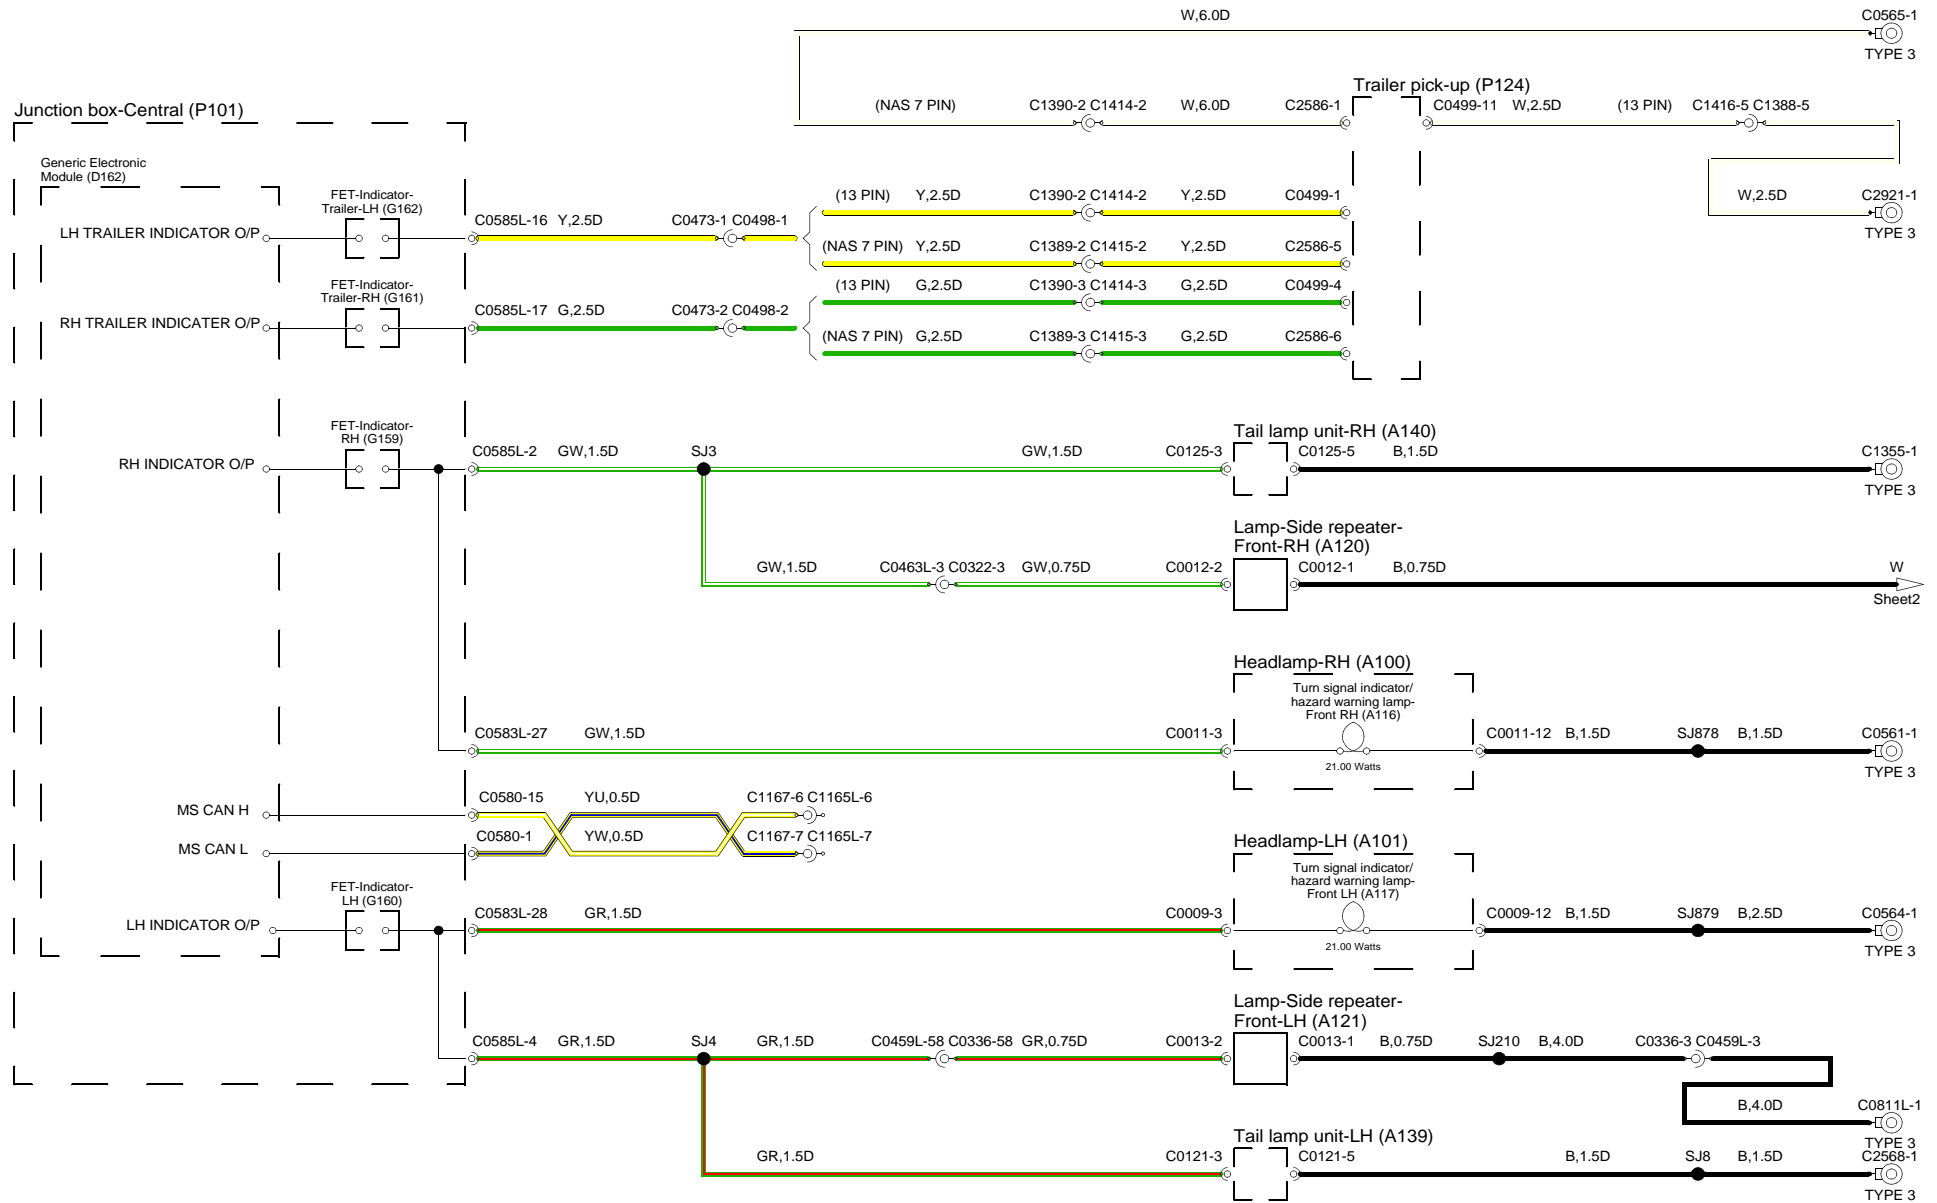 W,6.0D
C0565-1
TYPE 3
Trailer pick-up (P124)
(NAS 7 PIN) C1390-2 C1414-2 W,6.0D C2586-1 C0499-11 W,2.5D (13 PIN) C1416-5 C1388-5
Junction box-Central (P101)
Generic Electronic
Module (D162)
FET-Indicator-
Trailer-LH (G162)
(13 PIN) Y,2.5D C1390-2 C1414-2 Y,2.5D C0499-1
W,2.5D C2921-1
TYPE 3
LH TRAILER INDICATOR O/P
C0585L-16 Y,2.5D C0473-1 C0498-1
(NAS 7 PIN) Y,2.5D C1389-2 C1415-2 Y,2.5D C2586-5
FET-Indicator-
Trailer-RH (G161)
(13 PIN) G,2.5D C1390-3 C1414-3 G,2.5D C0499-4
RH TRAILER INDICATER O/P
C0585L-17 G,2.5D C0473-2 C0498-2
(NAS 7 PIN) G,2.5D C1389-3 C1415-3 G,2.5D C2586-6
FET-Indicator-
RH (G159)
Tail lamp unit-RH (A140)
RH INDICATOR O/P
C0585L-2 GW,1.5D SJ3 GW,1.5D C0125-3 C0125-5 B,1.5D C1355-1
TYPE 3
Lamp-Side repeater-
Front-RH (A120)
GW,1.5D C0463L-3 C0322-3 GW,0.75D C0012-2 C0012-1 B,0.75D W
Sheet2
Headlamp-RH (A100)
Turn signal indicator/
hazard warning lamp-
Front RH (A116)
C0583L-27 GW,1.5D C0011-3 C0011-12 B,1.5D SJ878 B,1.5D C0561-1
21.00 Watts
TYPE 3
MS CAN H
C0580-15 YU,0.5D C1167-6 C1165L-6
MS CAN L
C0580-1 YW,0.5D C1167-7 C1165L-7
Headlamp-LH (A101)
Turn signal indicator/
hazard warning lamp-
Front LH (A117)
FET-Indicator-
LH (G160)
LH INDICATOR O/P
C0583L-28 GR,1.5D C0009-3 C0009-12 B,1.5D SJ879 B,2.5D C0564-1
21.00 Watts
TYPE 3
Lamp-Side repeater-
Front-LH (A121)
C0585L-4 GR,1.5D SJ4 GR,1.5D C0459L-58 C0336-58 GR,0.75D C0013-2 C0013-1 B,0.75D SJ210 B,4.0D C0336-3 C0459L-3
B,4.0D C0811L-1
TYPE 3
Tail lamp unit-LH (A139)
GR,1.5D C0121-3 C0121-5 B,1.5D SJ8 B,1.5D C2568-1
TYPE 3